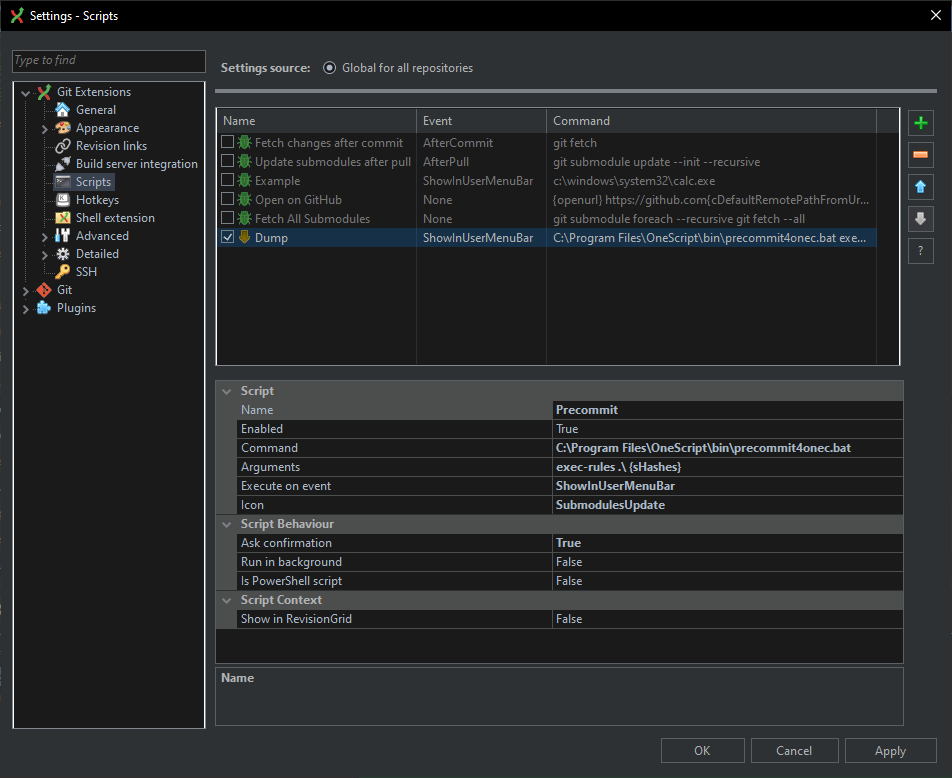 Settings - Scripts
Type to find
Git Extensions
General
Appearance
Revision links
Build server integration
Scripts
Hotkeys
Shell extension
Advanced
Detailed
SSH
Git
Plugins
Settings source: Global for all repositories
Name Event Command
Fetch changes after commit AfterCommit git fetch
Update submodules after pull AfterPull git submodule update --init --recursive
Example ShowInUserMenuBar c:\windows\system32\calc.exe
Open on GitHub None {openurl} https://github.com{cDefaultRemotePathFromUr...
Fetch All Submodules None git submodule foreach --recursive git fetch --all
Dump ShowInUserMenuBar C:\Program Files\OneScript\bin\precommit4onec.bat exe...
?
Script
Name Precommit
Enabled True
Command C:\Program Files\OneScript\bin\precommit4onec.bat
Arguments exec-rules .\ {sHashes}
Execute on event ShowInUserMenuBar
Icon SubmodulesUpdate
Script Behaviour
Ask confirmation True
Run in background False
Is PowerShell script False
Script Context
Show in RevisionGrid False
Name
OK Cancel Apply